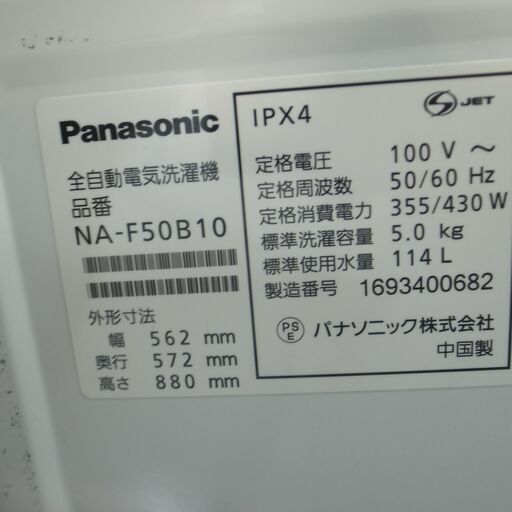 Panasonic
全自動電気洗濯機
品番
NA-F50B10
外形寸法
幅 562 mm
奥行 572 mm
高さ 880 mm
IPX4
S JET
定格電圧 100 V ～
定格周波数 50/60 Hz
定格消費電力 355/430 W
標準洗濯容量 5.0 kg
標準使用水量 114 L
製造番号 1693400682
PS E パナソニック株式会社
中国製